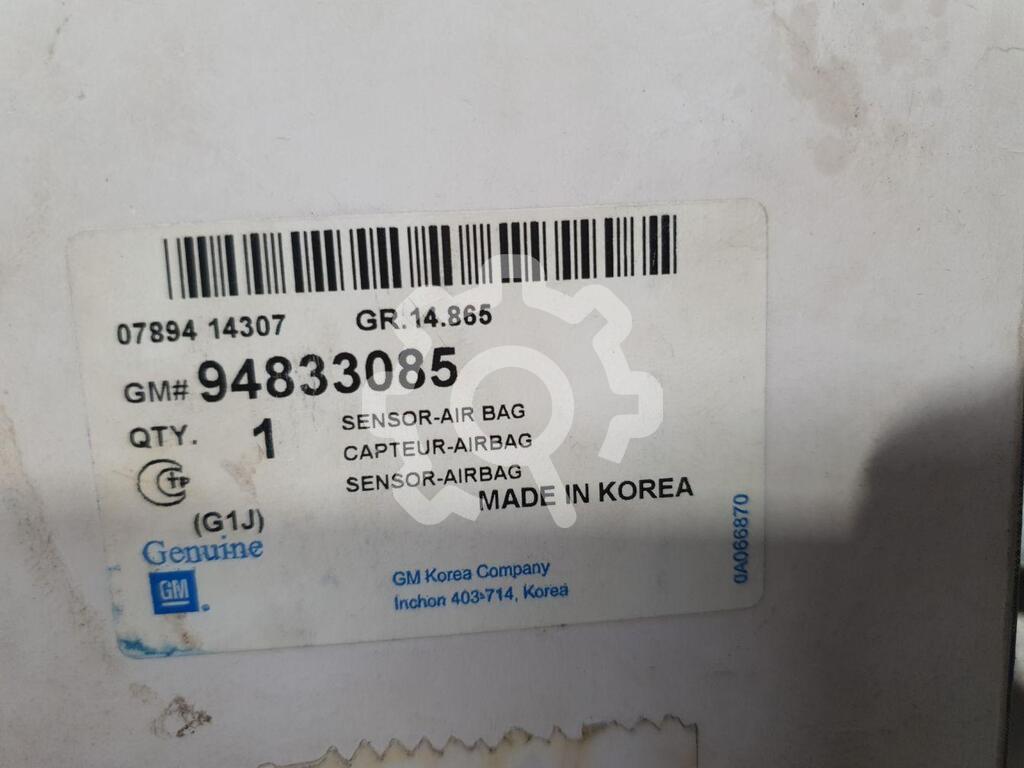 07894 14307 GR.14.865
GM# 94833085
QTY. 1 SENSOR-AIR BAG
CAPTEUR-AIRBAG
SENSOR-AIRBAG
MADE IN KOREA
(G1J)
Genuine
GM
GM Korea Company
Inchon 403-714, Korea
0A066870